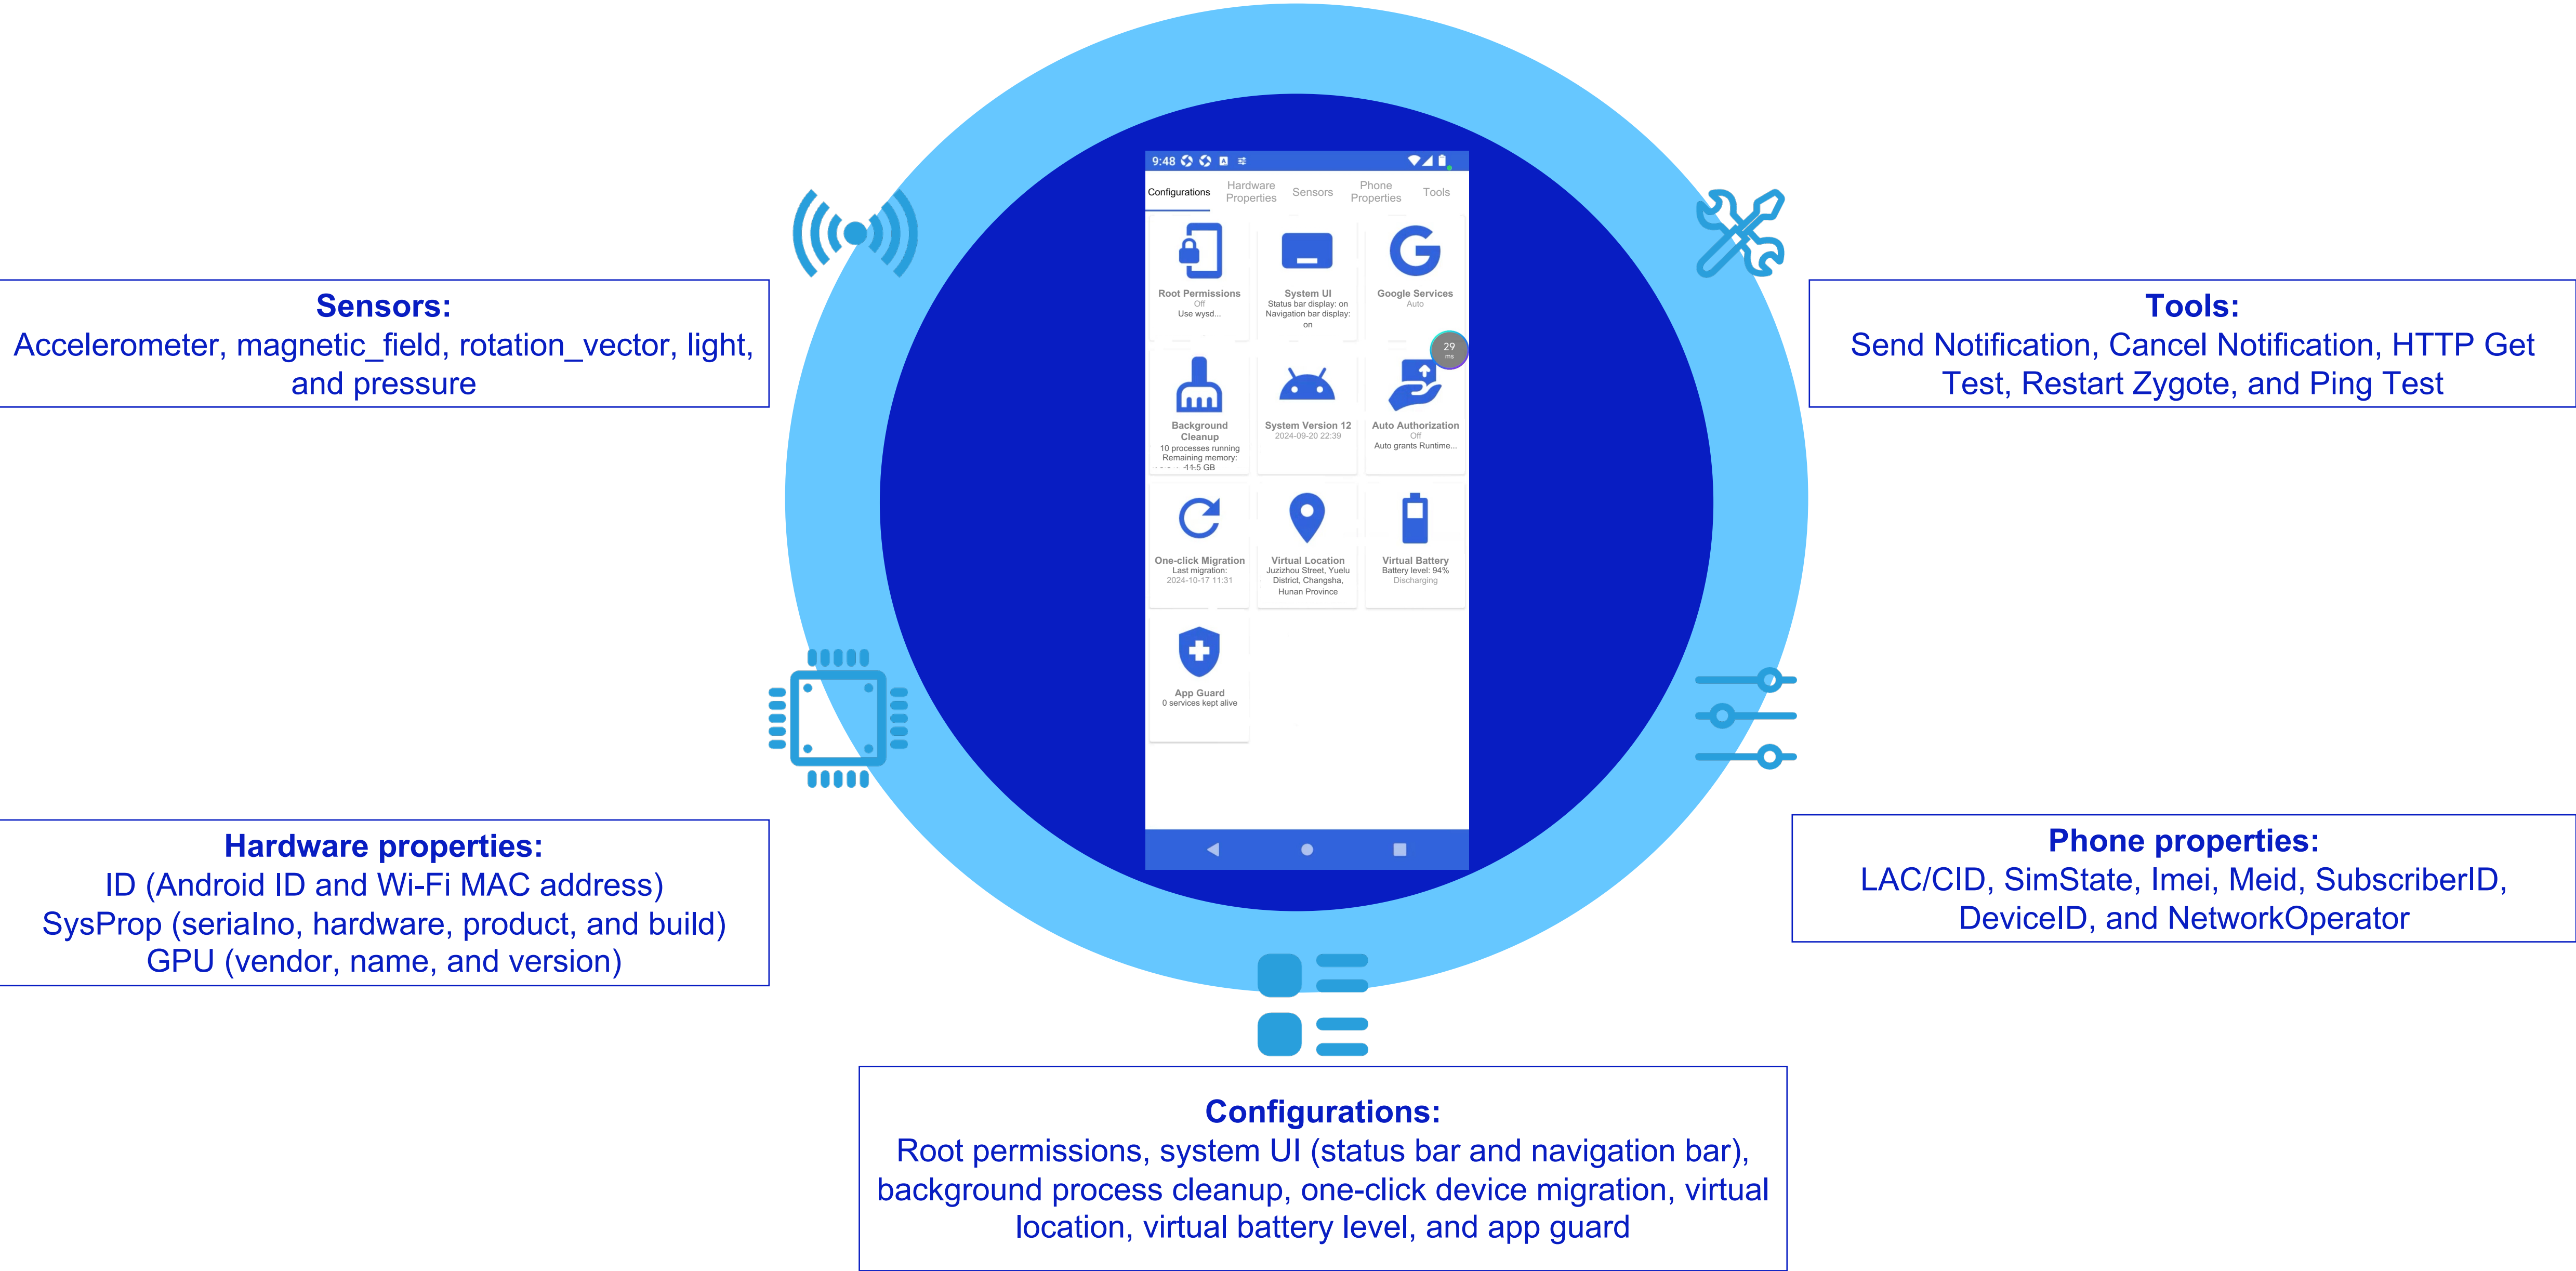 9:48
Configurations
Hardware
Properties
Sensors
Phone
Properties
Tools
Root Permissions
Off
Use wysd...
System UI
Status bar display: on
Navigation bar display:
on
Google Services
Auto
29
ms
Background
Cleanup
10 processes running
Remaining memory:
11.5 GB
System Version 12
2024-09-20 22:39
Auto Authorization
Off
Auto grants Runtime...
One-click Migration
Last migration:
2024-10-17 11:31
Virtual Location
Juzizhou Street, Yuelu
District, Changsha,
Hunan Province
Virtual Battery
Battery level: 94%
Discharging
App Guard
0 services kept alive
Sensors:
Accelerometer, magnetic_field, rotation_vector, light,
and pressure
Tools:
Send Notification, Cancel Notification, HTTP Get
Test, Restart Zygote, and Ping Test
Hardware properties:
ID (Android ID and Wi-Fi MAC address)
SysProp (serialno, hardware, product, and build)
GPU (vendor, name, and version)
Phone properties:
LAC/CID, SimState, Imei, Meid, SubscriberID,
DeviceID, and NetworkOperator
Configurations:
Root permissions, system UI (status bar and navigation bar),
background process cleanup, one-click device migration, virtual
location, virtual battery level, and app guard